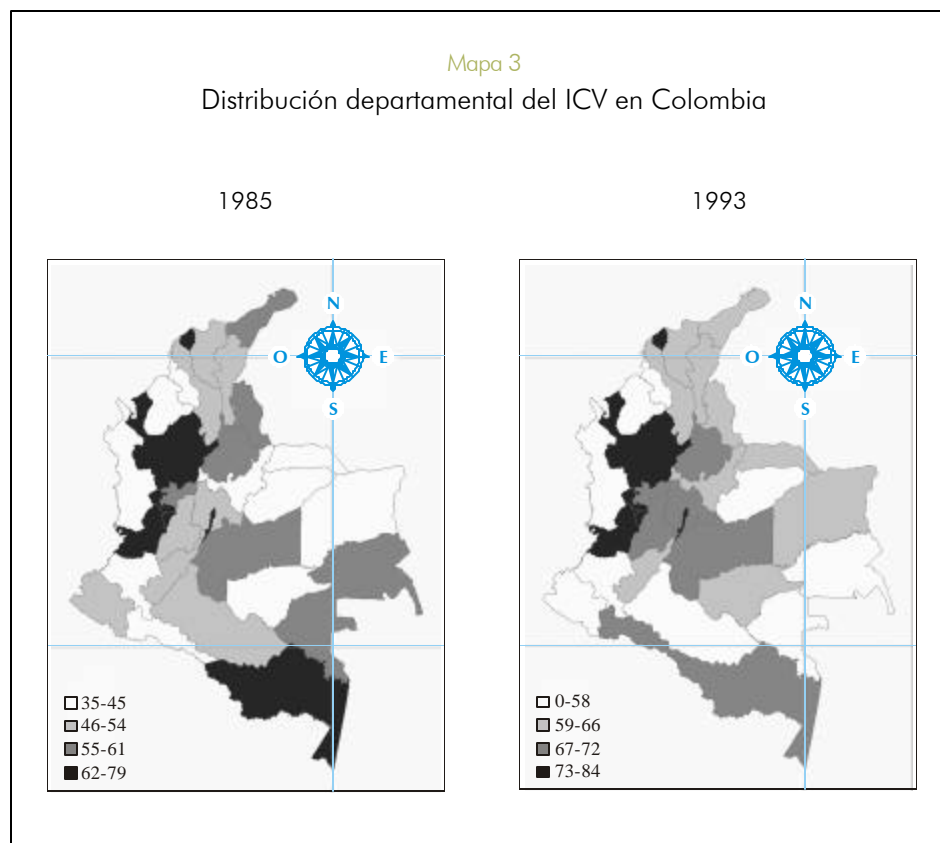 Mapa 3
Distribución departamental del ICV en Colombia
1985
N
O
E
S
35-45
46-54
55-61
62-79
1993
N
O
E
S
0-58
59-66
67-72
73-84